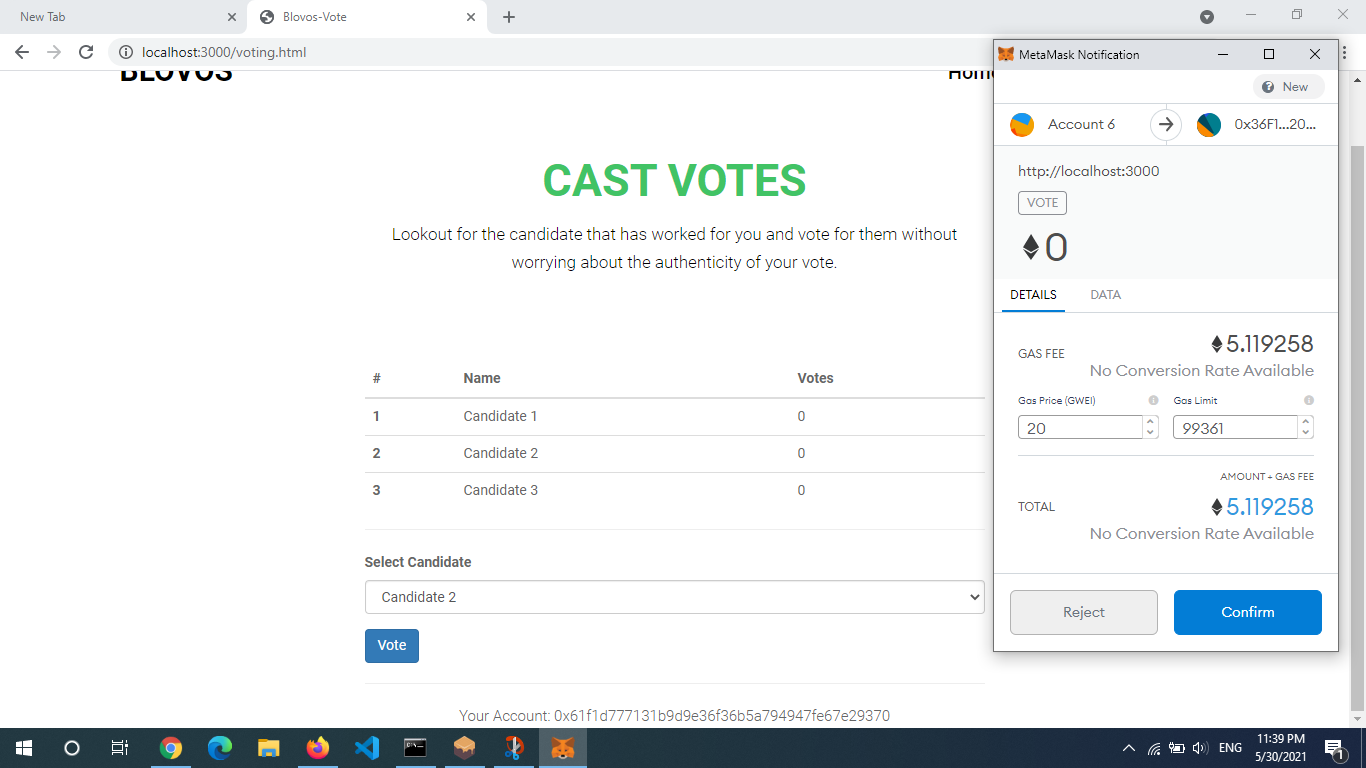 New Tab
Blovos-Vote
localhost:3000/voting.html
BLOVOS
Home
CAST VOTES
Lookout for the candidate that has worked for you and vote for them without
worrying about the authenticity of your vote.
# Name Votes
1 Candidate 1 0
2 Candidate 2 0
3 Candidate 3 0
Select Candidate
Candidate 2
Vote
Your Account: 0x61f1d777131b9d9e36f36b5a794947fe67e29370
MetaMask Notification
New
Account 6 0x36F1...20...
http://localhost:3000
VOTE
0
DETAILS DATA
GAS FEE 5.119258
No Conversion Rate Available
Gas Price (GWEI) Gas Limit
20 99361
AMOUNT + GAS FEE
TOTAL 5.119258
No Conversion Rate Available
Reject Confirm
ENG
11:39 PM
5/30/2021
1